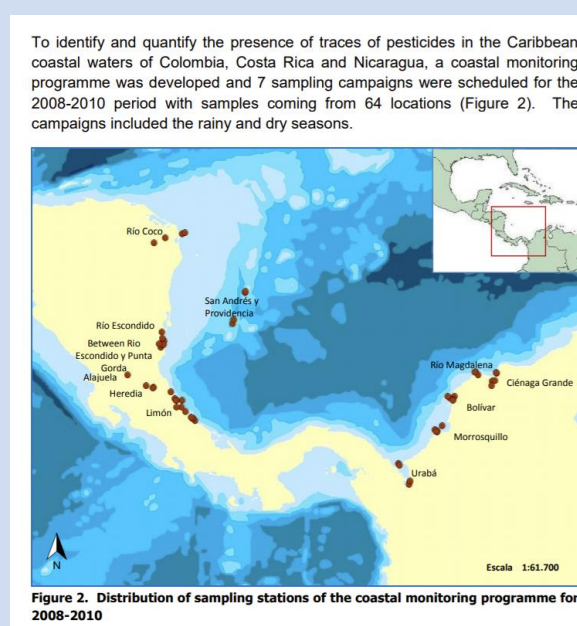 To identify and quantify the presence of traces of pesticides in the Caribbean
coastal waters of Colombia, Costa Rica and Nicaragua, a coastal monitoring
programme was developed and 7 sampling campaigns were scheduled for the
2008-2010 period with samples coming from 64 locations (Figure 2). The
campaigns included the rainy and dry seasons.
Río Coco
San Andrés y
Providencia
Río Escondido
Between Rio
Escondido y Punta
Gorda
Alajuela
Heredia
Limón
Río Magdalena
Ciénaga Grande
Bolívar
Morrosquillo
Urabá
N
Escala 1:61.700
Figure 2. Distribution of sampling stations of the coastal monitoring programme for
2008-2010